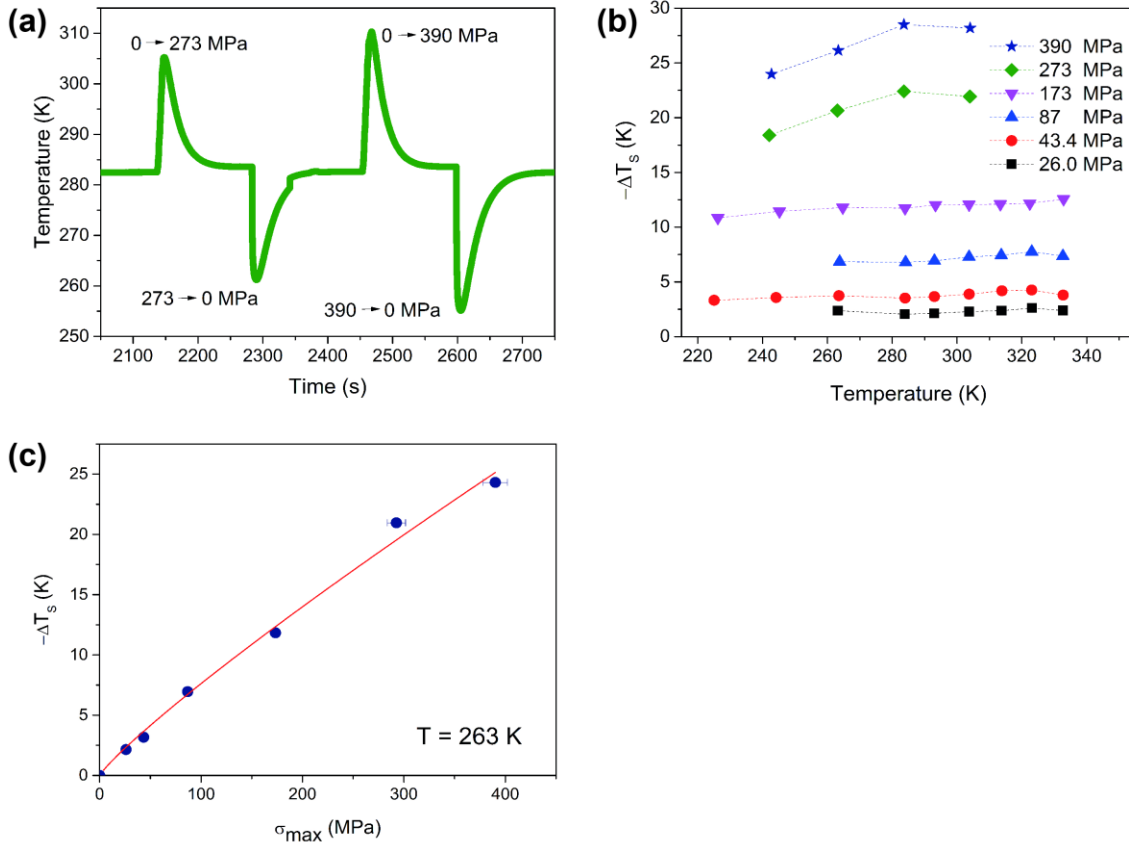 (a)
0 → 273 MPa
0 → 390 MPa
273 → 0 MPa
390 → 0 MPa
310
300
290
280
270
260
250
Temperature (K)
2100 2200 2300 2400 2500 2600 2700
Time (s)
(b)
390 MPa
273 MPa
173 MPa
87 MPa
43.4 MPa
26.0 MPa
30
25
20
15
10
5
0
−ΔTs (K)
220 240 260 280 300 320 340
Temperature (K)
(c)
25
20
15
10
5
0
−ΔTs (K)
T = 263 K
0 100 200 300 400
σmax (MPa)